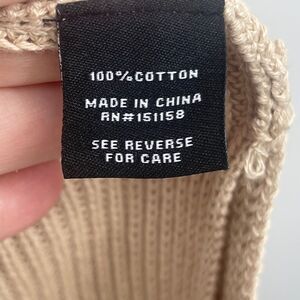 100%COTTON
MADE IN CHINA
RN#151158
SEE REVERSE
FOR CARE